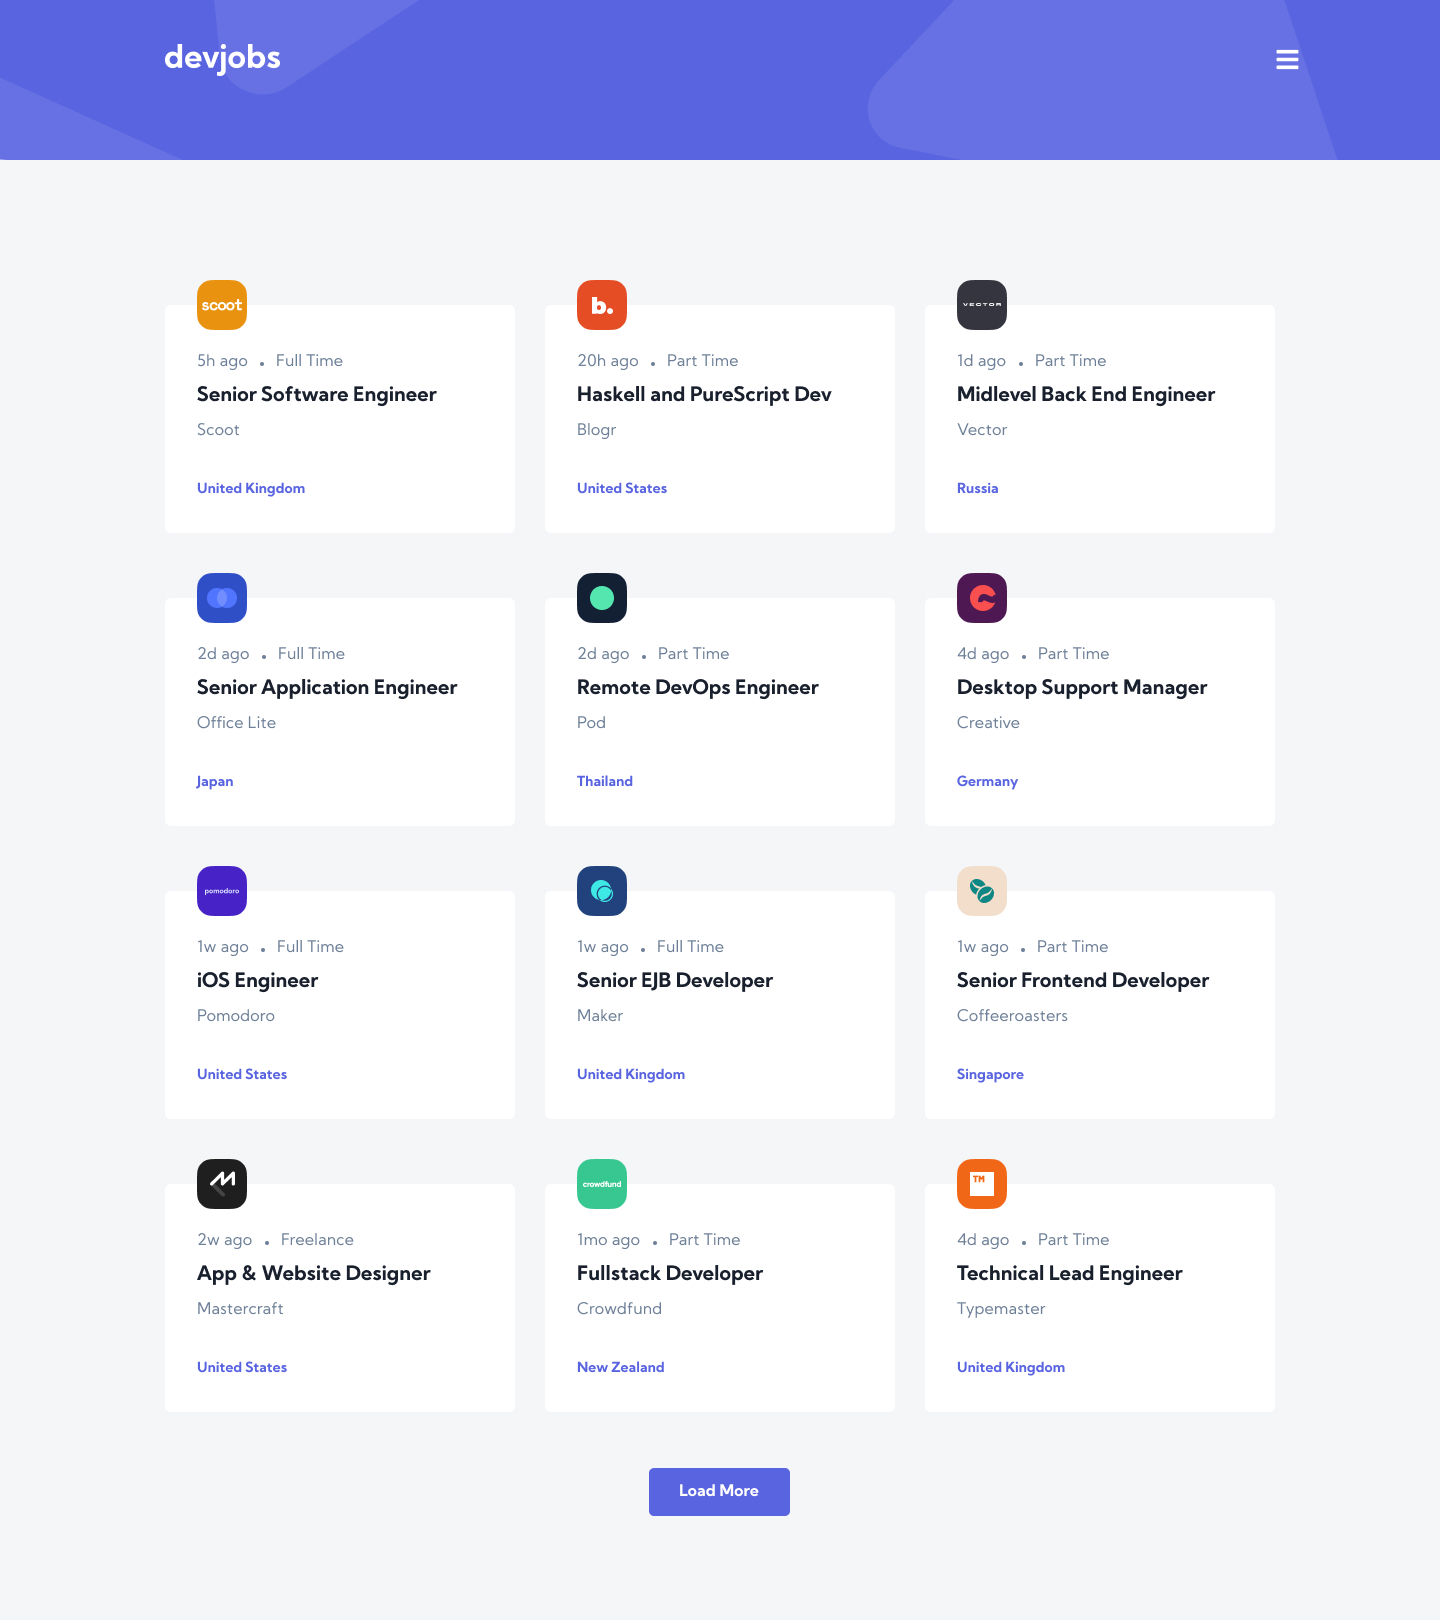 devjobs
scoot
5h ago • Full Time
Senior Software Engineer
Scoot
United Kingdom
b.
20h ago • Part Time
Haskell and PureScript Dev
Blogr
United States
VECTOR
1d ago • Part Time
Midlevel Back End Engineer
Vector
Russia
2d ago • Full Time
Senior Application Engineer
Office Lite
Japan
2d ago • Part Time
Remote DevOps Engineer
Pod
Thailand
4d ago • Part Time
Desktop Support Manager
Creative
Germany
pomodoro
1w ago • Full Time
iOS Engineer
Pomodoro
United States
1w ago • Full Time
Senior EJB Developer
Maker
United Kingdom
1w ago • Part Time
Senior Frontend Developer
Coffeeroasters
Singapore
2w ago • Freelance
App & Website Designer
Mastercraft
United States
crowdfund
1mo ago • Part Time
Fullstack Developer
Crowdfund
New Zealand
TM
4d ago • Part Time
Technical Lead Engineer
Typemaster
United Kingdom
Load More